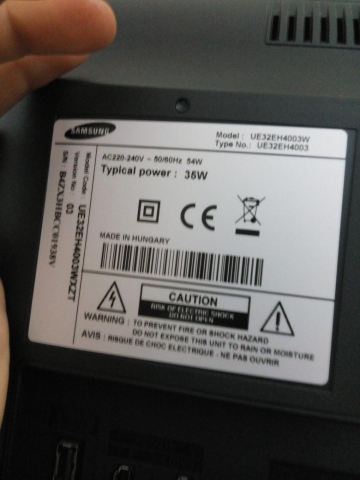 SAMSUNG
Model : UE32EH4003W
Type No.: UE32EH4003
AC220-240V ~ 50/60Hz 54W
Typical power : 35W
CE
MADE IN HUNGARY
CAUTION
RISK OF ELECTRIC SHOCK
DO NOT OPEN
WARNING : TO PREVENT FIRE OR SHOCK HAZARD
DO NOT EXPOSE THIS UNIT TO RAIN OR MOISTURE
AVIS : RISQUE DE CHOC ELECTRIQUE - NE PAS OUVRIR
Model Code: UE32EH4003WXZT
Version No: 03
S/N: